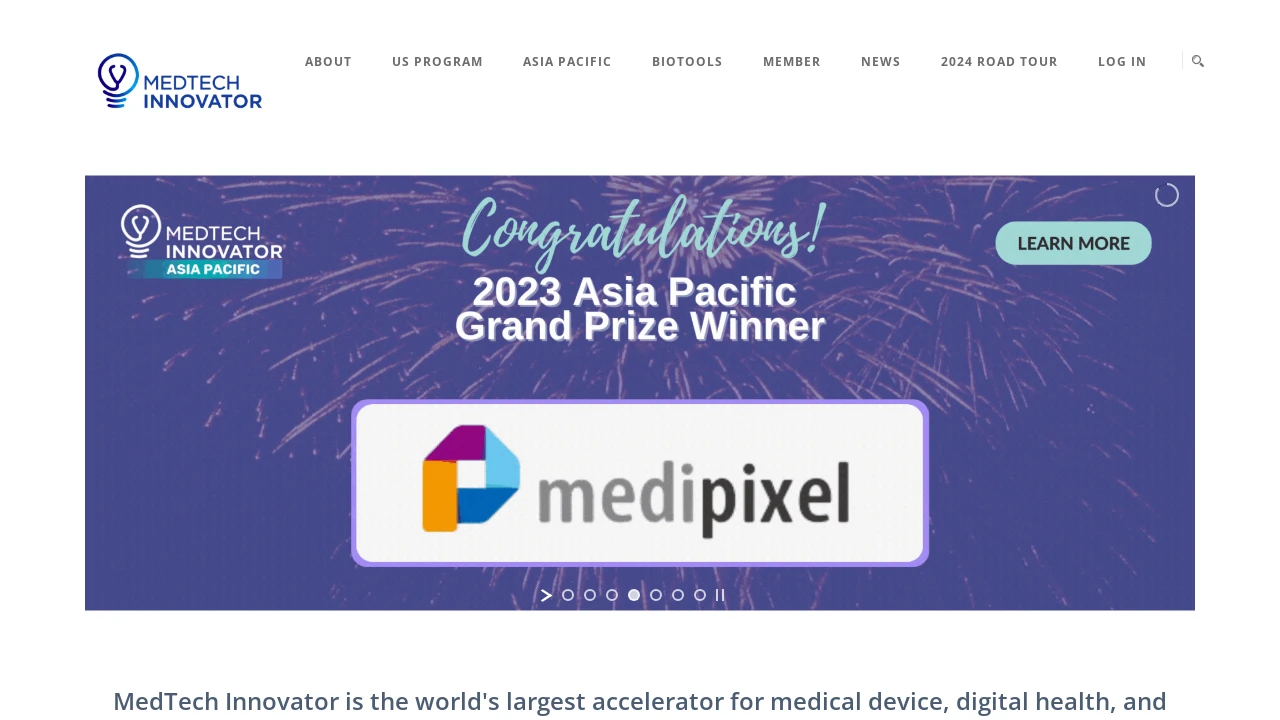 MEDTECH
INNOVATOR
ABOUT
US PROGRAM
ASIA PACIFIC
BIOTOOLS
MEMBER
NEWS
2024 ROAD TOUR
LOG IN
MEDTECH
INNOVATOR
ASIA PACIFIC
Congratulations!
LEARN MORE
2023 Asia Pacific
Grand Prize Winner
medipixel
MedTech Innovator is the world's largest accelerator for medical device, digital health, and